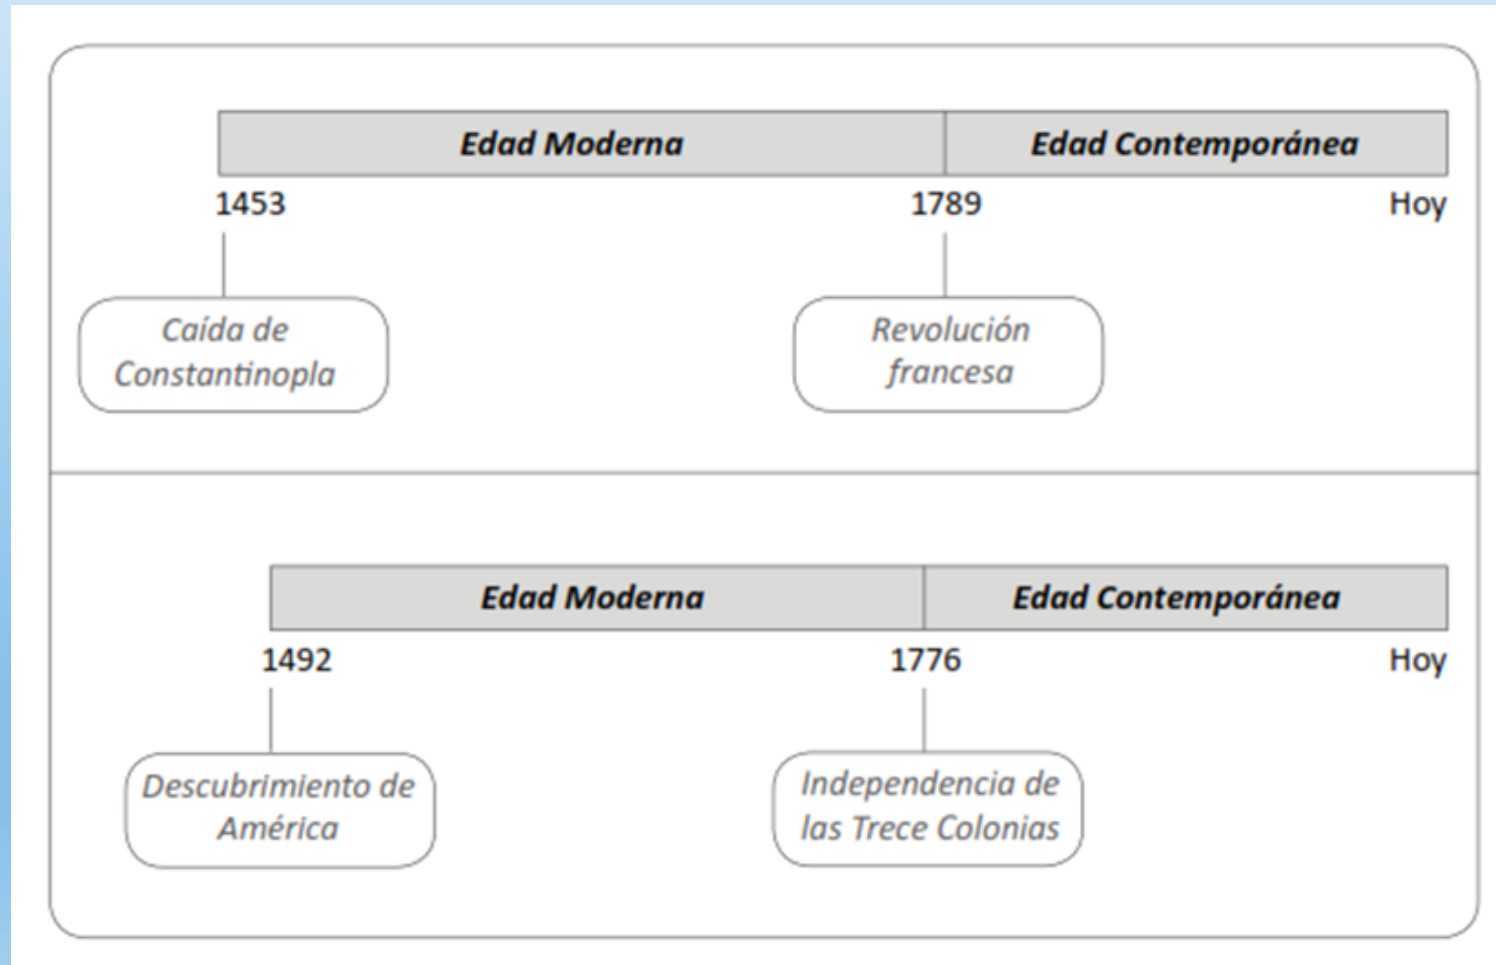 Edad Moderna
Edad Contemporánea
1453
1789
Hoy
Caída de
Constantinopla
Revolución
francesa
Edad Moderna
Edad Contemporánea
1492
1776
Hoy
Descubrimiento de
América
Independencia de
las Trece Colonias